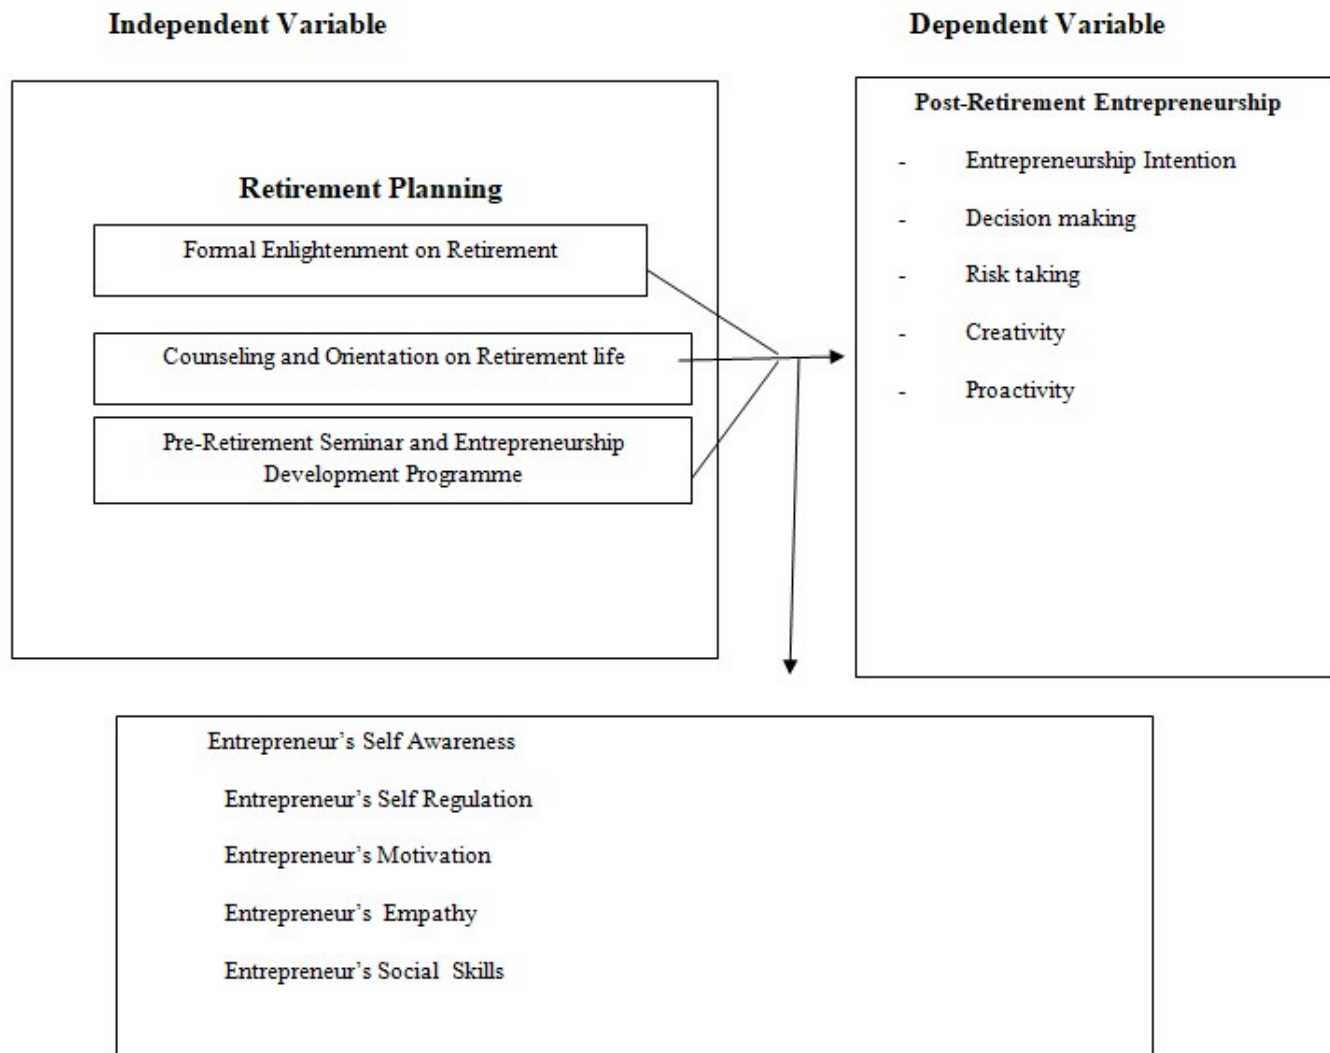 Independent Variable
Dependent Variable
Retirement Planning
Formal Enlightenment on Retirement
Counseling and Orientation on Retirement life
Pre-Retirement Seminar and Entrepreneurship
Development Programme
Post-Retirement Entrepreneurship
- Entrepreneurship Intention
- Decision making
- Risk taking
- Creativity
- Proactivity
Entrepreneur’s Self Awareness
Entrepreneur’s Self Regulation
Entrepreneur’s Motivation
Entrepreneur’s Empathy
Entrepreneur’s Social Skills